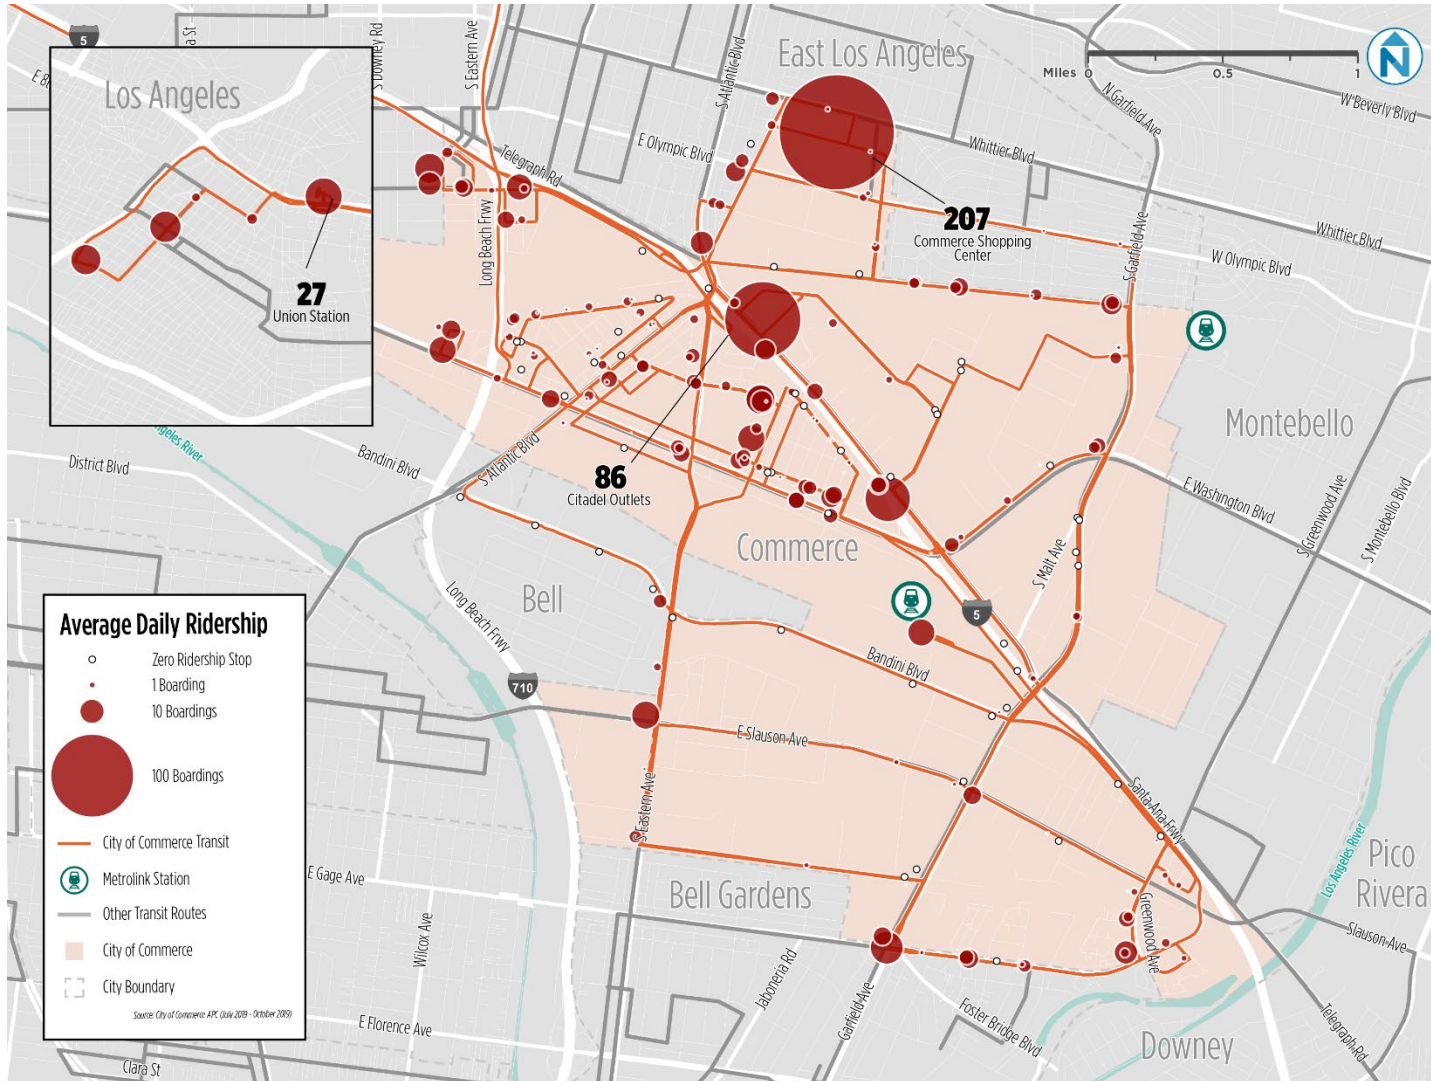 East Los Angeles
Miles 0 0.5 1
N
5
a St
S Downey Rd
S Eastern Ave
S Atlantic Blvd
N Garfield Ave
W Beverly Blvd
E 8
Los Angeles
27
Union Station
Telegraph Rd
E Olympic Blvd
Whittier Blvd
207
Commerce Shopping
Center
Whittier Blvd
W Olympic Blvd
S Garfield Ave
Long Beach Frwy
Montebello
geles River
District Blvd
Bandini Blvd
S Atlantic Blvd
86
Citadel Outlets
E Washington Blvd
S Greenwood Ave
S Montebello Blvd
Commerce
S Malt Ave
Bell
Long Beach Frwy
5
710
Bandini Blvd
E Slauson Ave
S Eastern Ave
Santa Ana Frwy
Los Angeles River
Pico
Rivera
Bell Gardens
Greenwood Ave
Slauson Ave
E Gage Ave
Wilcox Ave
Jaboneria Rd
Garfield Ave
Foster Bridge Blvd
Telegraph Rd
Downey
E Florence Ave
Clara St
Average Daily Ridership
Zero Ridership Stop
1 Boarding
10 Boardings
100 Boardings
City of Commerce Transit
Metrolink Station
Other Transit Routes
City of Commerce
City Boundary
Source: City of Commerce APC (July 2019 - October 2019)